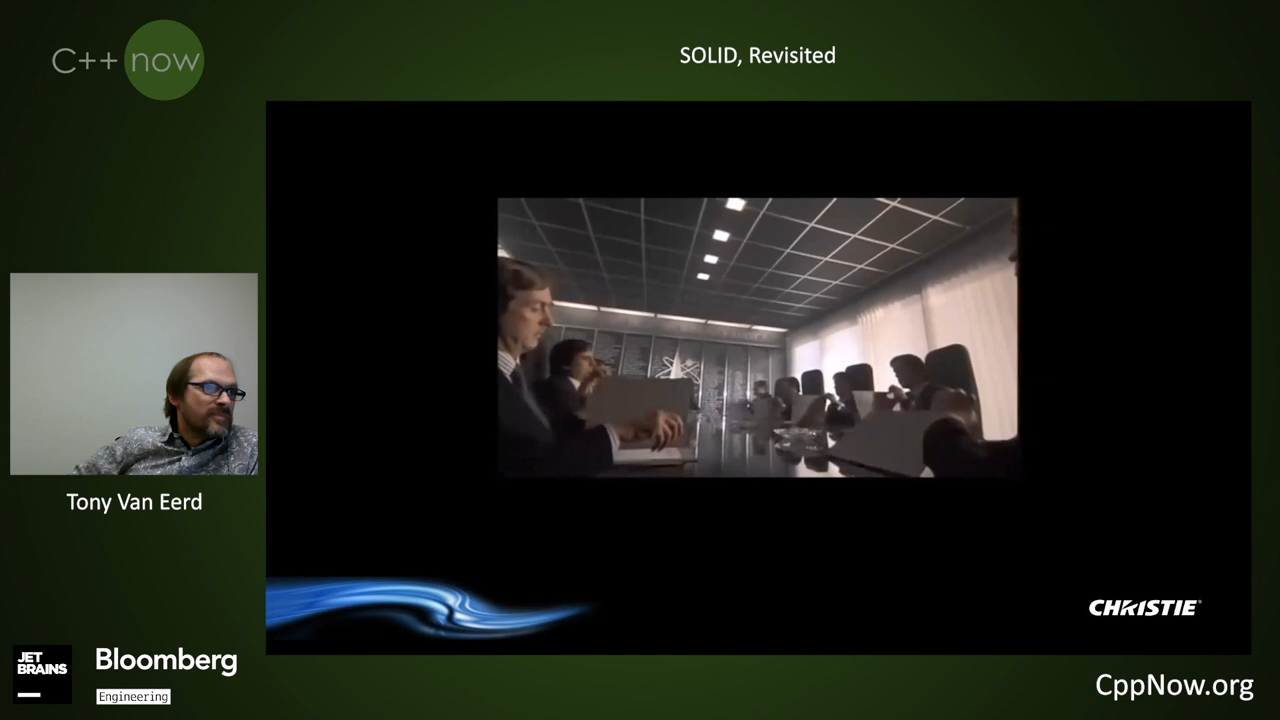 C++ now
SOLID, Revisited
Tony Van Eerd
CHRISTIE
JET
BRAINS
Bloomberg
Engineering
CppNow.org